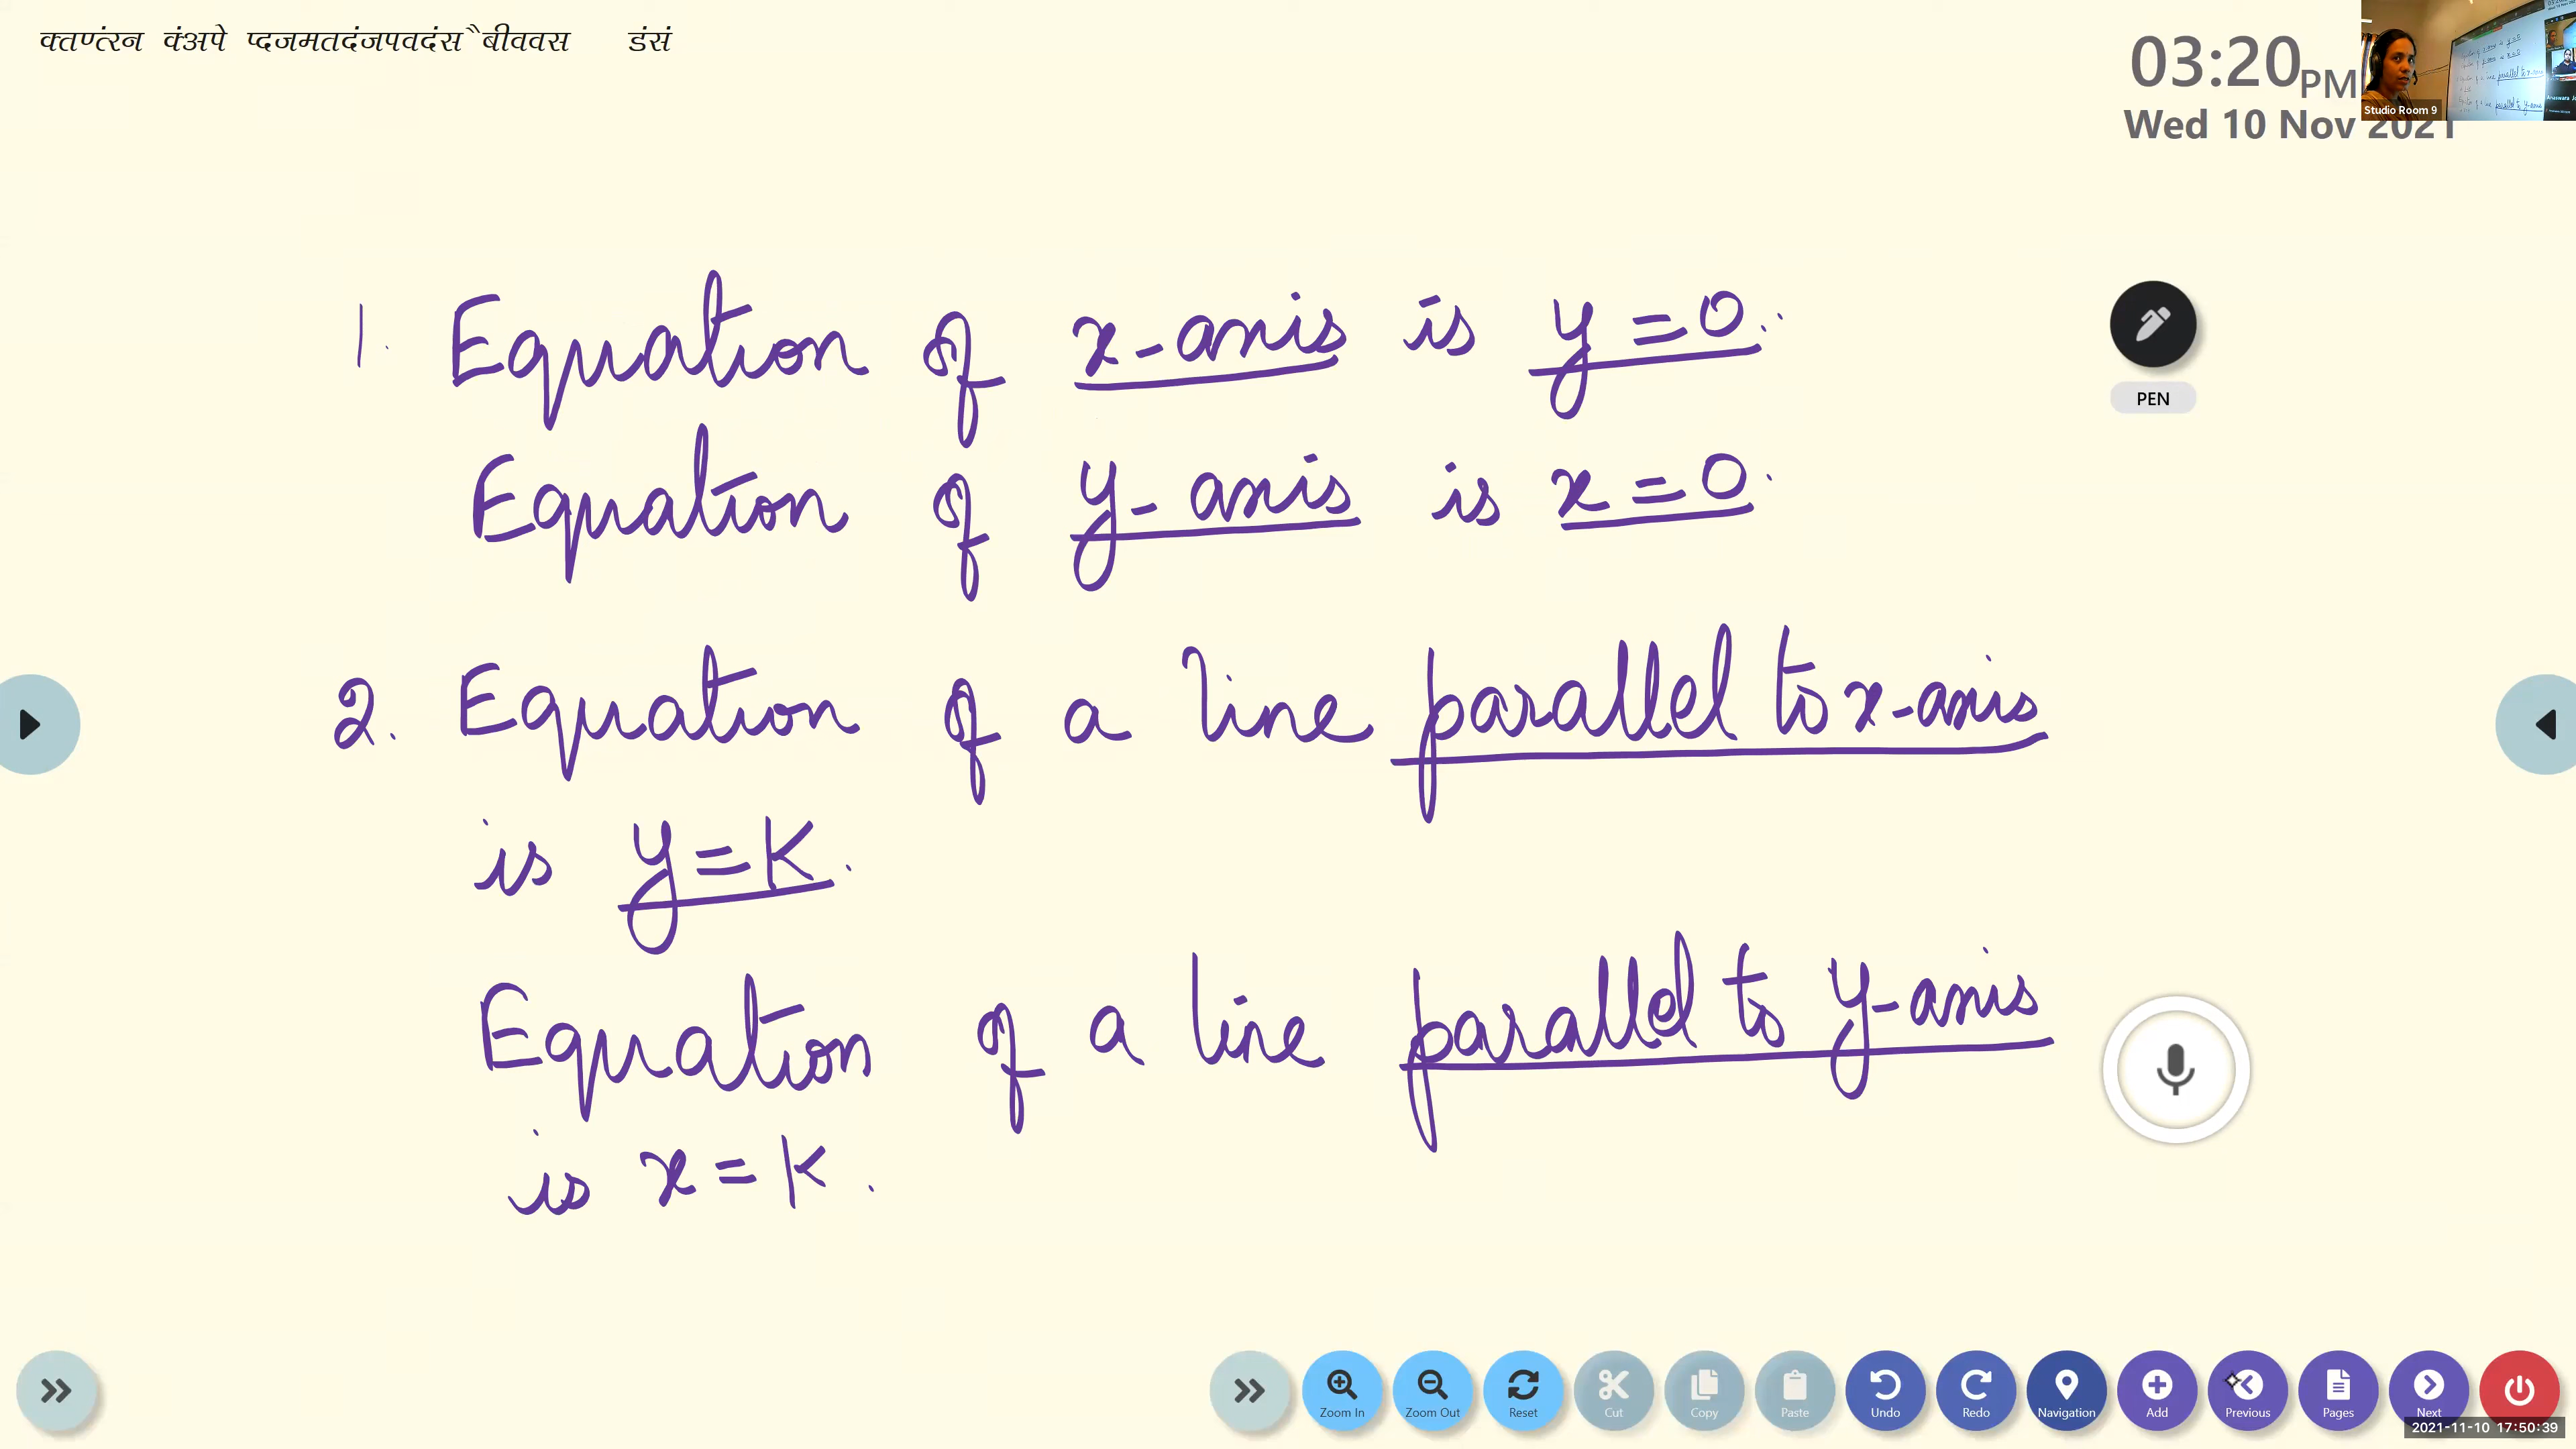 क्तण्तंरन क्ंअपे प्दजमतदंजपवदंस ैबीववस डंसं
03:20PM
Wed 10 Nov 2021
Studio Room 9
1. Equation of x-axis is y=0.
PEN
Equation of y-axis is x=0.
2. Equation of a line parallel to x-axis
is y=K.
Equation of a line parallel to y-axis
is x=K.
Zoom In Zoom Out Reset Cut Copy Paste Undo Redo Navigation Add Previous Pages Next
2021-11-10 17:50:39